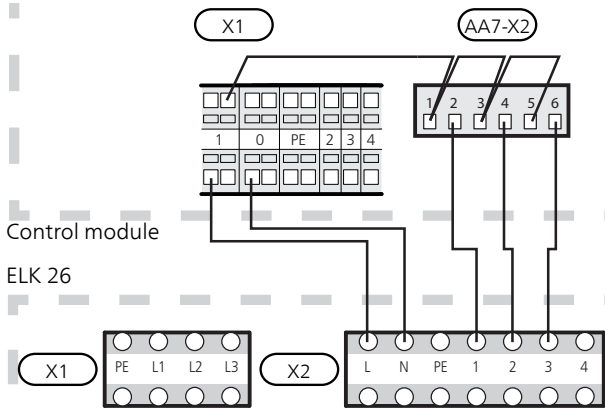 X1 AA7-X2
1 2 3 4 5 6
1 0 PE 2 3 4
Control module
ELK 26
X1 PE L1 L2 L3 X2 L N PE 1 2 3 4